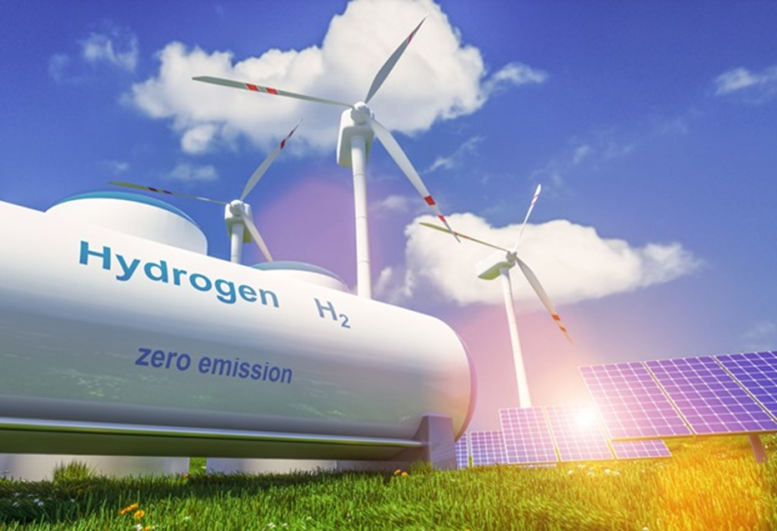 Hydrogen H₂
zero emission